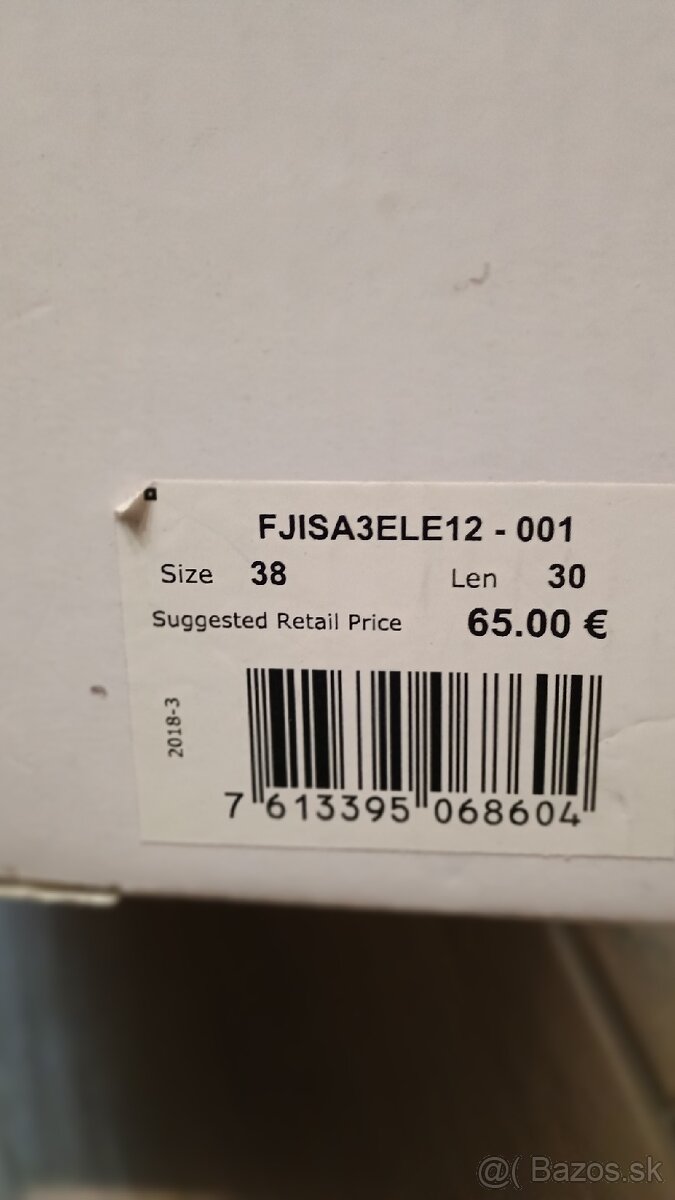 FJISA3ELE12 - 001
Size 38 Len 30
Suggested Retail Price 65.00 €
2018-3
7 613395 068604
@( Bazos.sk